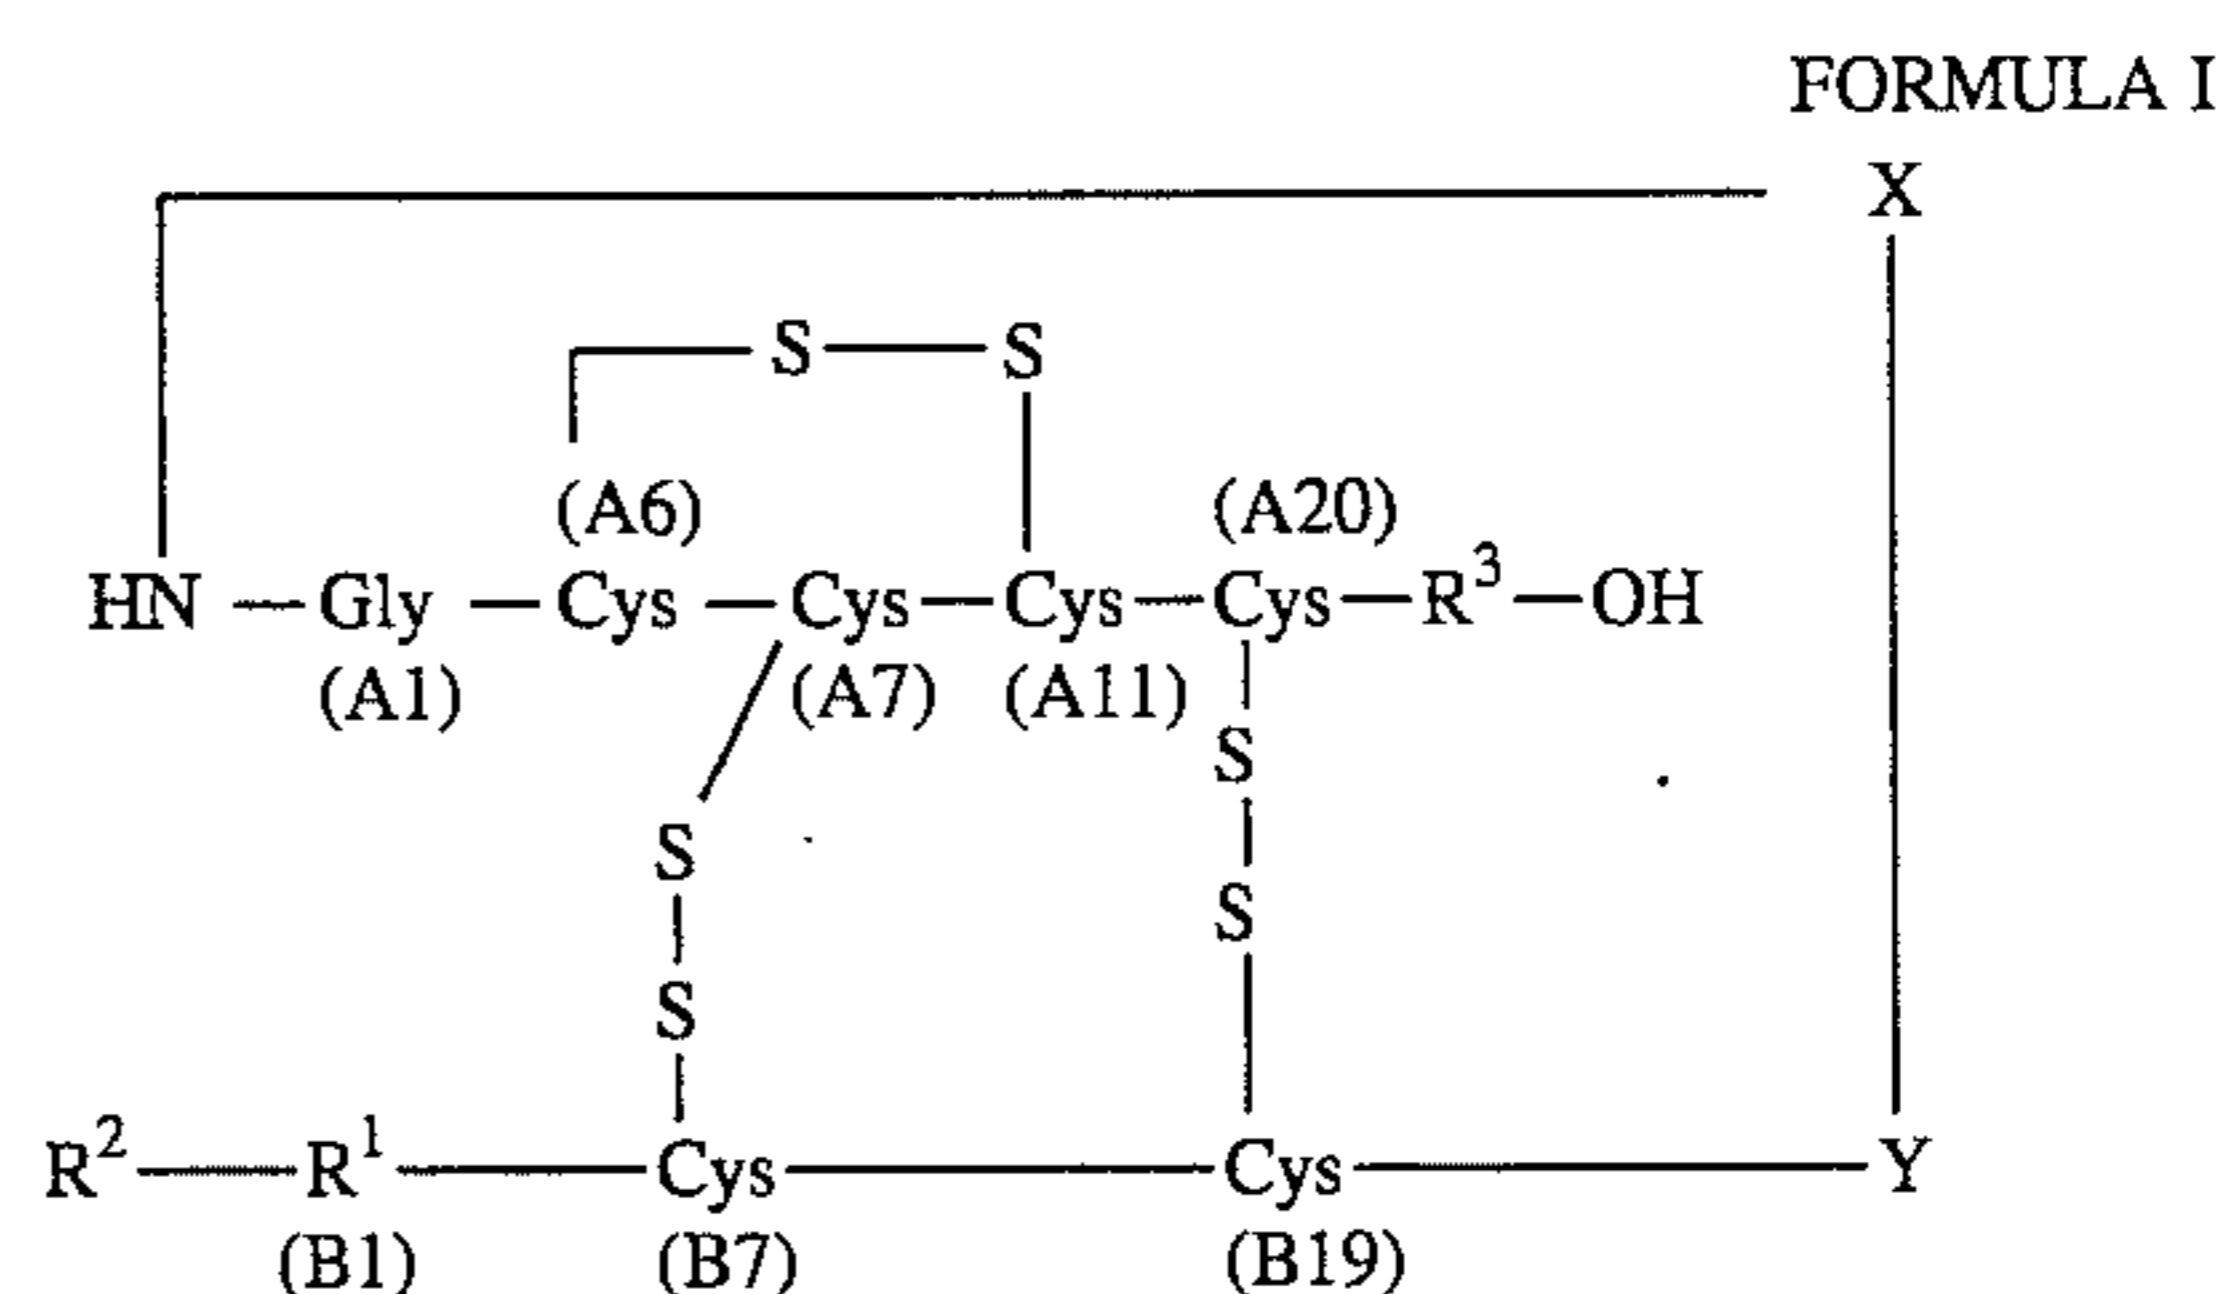 FORMULA I
X
S S
(A6) (A20)
HN — Gly — Cys — Cys — Cys — Cys — R³ — OH
(A1) (A7) (A11)
S
S
S
S
R² — R¹ — Cys — Cys — Y
(B1) (B7) (B19)